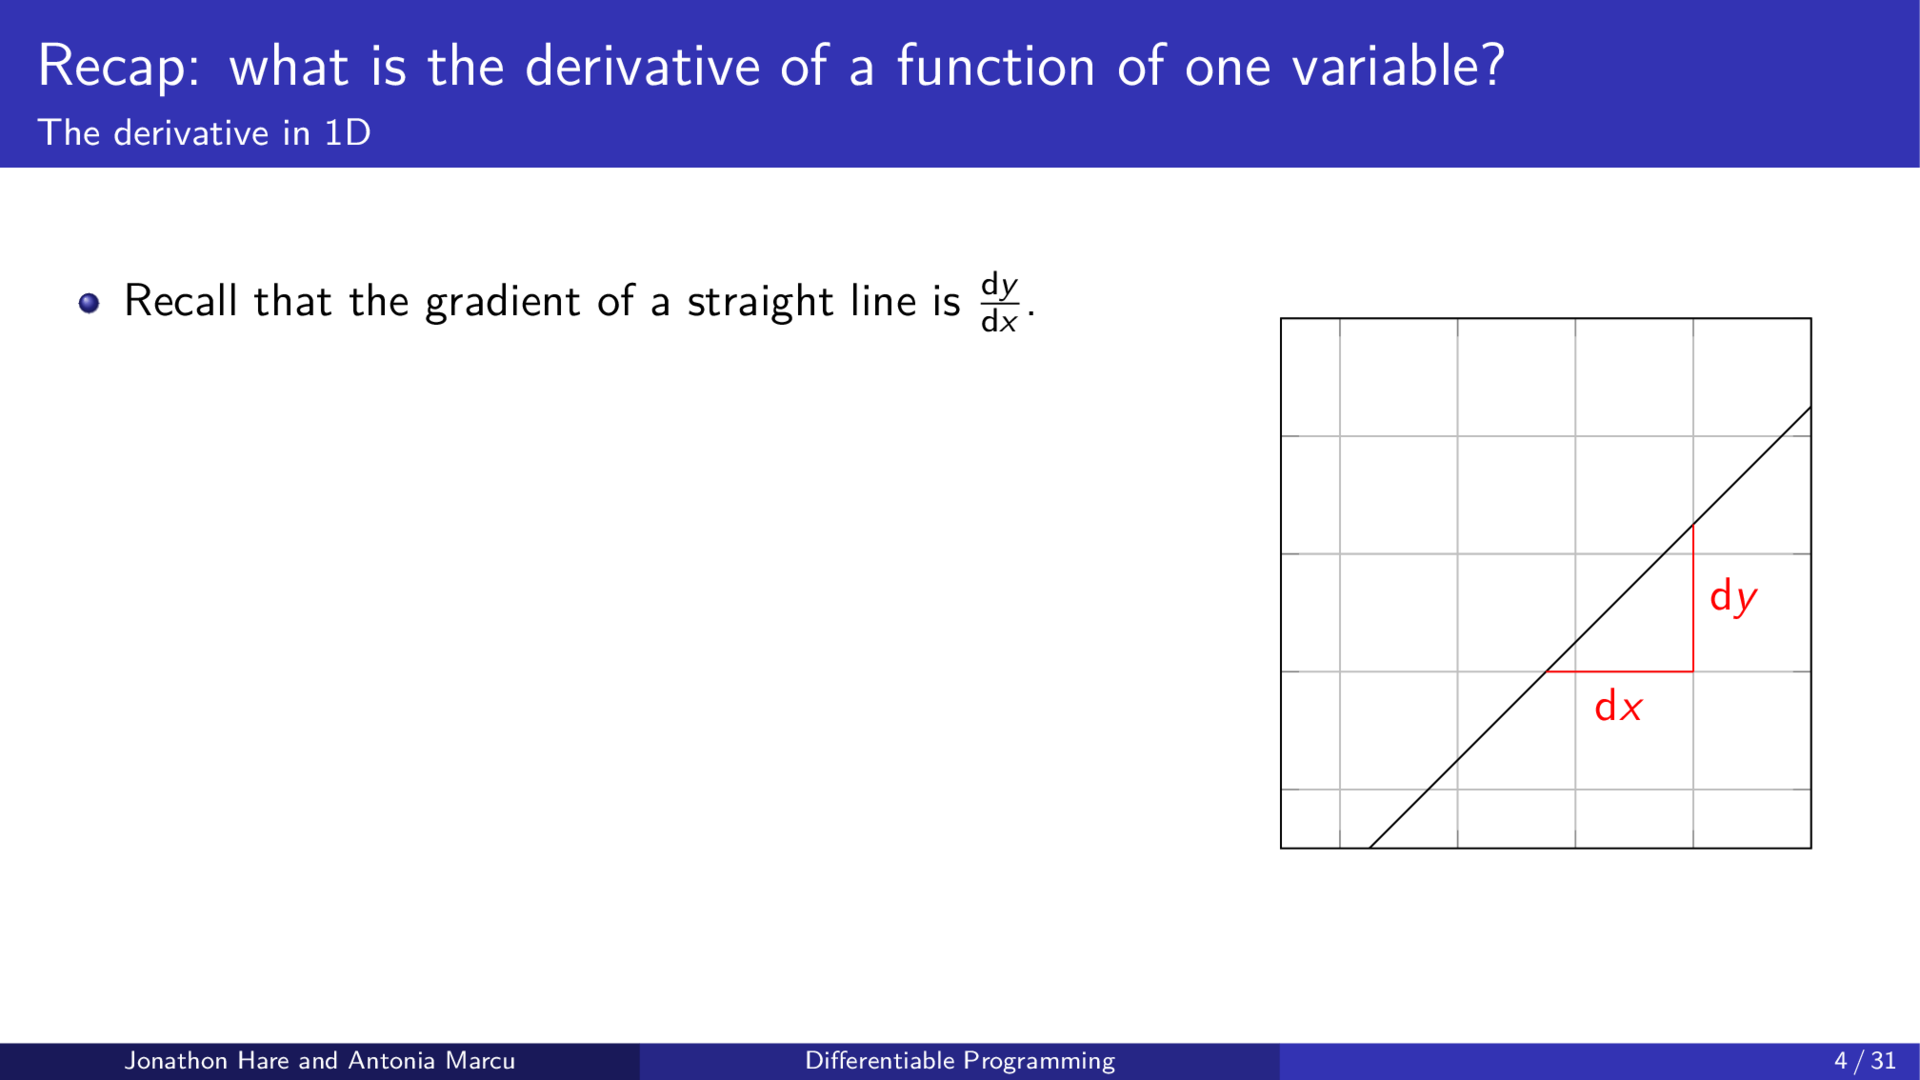 Recap: what is the derivative of a function of one variable?
The derivative in 1D
Recall that the gradient of a straight line is dy/dx.
dy
dx
Jonathon Hare and Antonia Marcu
Differentiable Programming
4 / 31